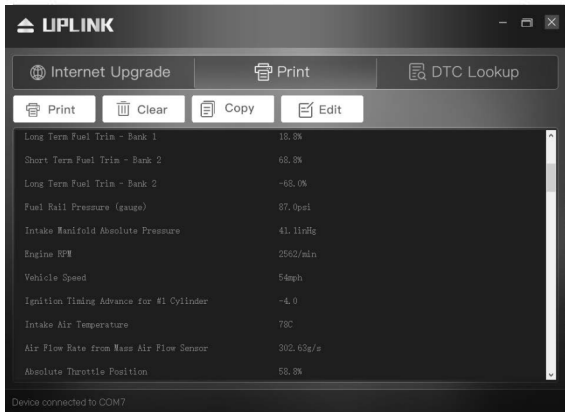 UPLINK
Internet Upgrade Print DTC Lookup
Print Clear Copy Edit
Long Term Fuel Trim - Bank 1 18.8%
Short Term Fuel Trim - Bank 2 68.8%
Long Term Fuel Trim - Bank 2 -68.0%
Fuel Rail Pressure (gauge) 87.0psi
Intake Manifold Absolute Pressure 41.1inHg
Engine RPM 2562/min
Vehicle Speed 54mph
Ignition Timing Advance for #1 Cylinder -4.0
Intake Air Temperature 78C
Air Flow Rate from Mass Air Flow Sensor 302.63g/s
Absolute Throttle Position 58.8%
Device connected to COM7